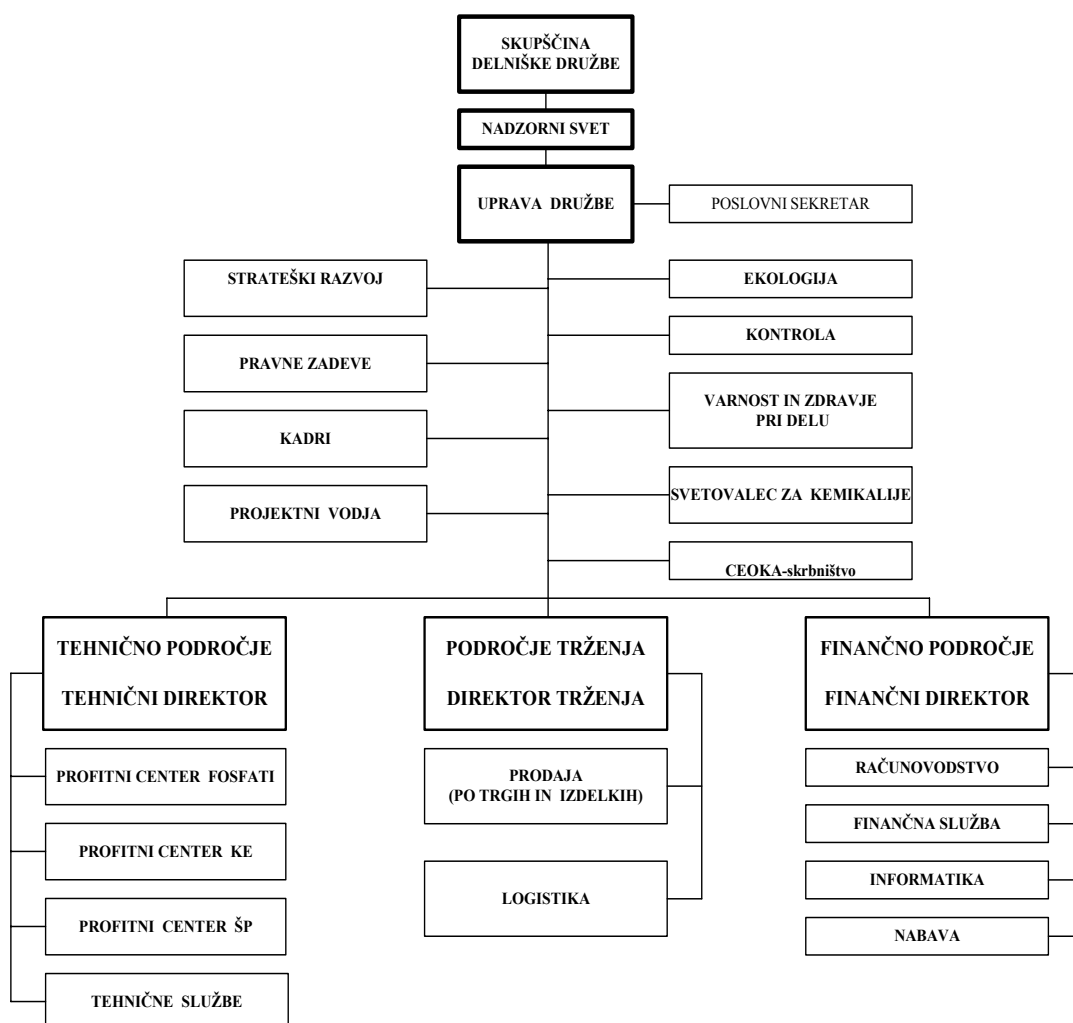 SKUPŠČINA
DELNIŠKE DRUŽBE
NADZORNI SVET
UPRAVA DRUŽBE
POSLOVNI SEKRETAR
STRATEŠKI RAZVOJ
EKOLOGIJA
PRAVNE ZADEVE
KONTROLA
KADRI
VARNOST IN ZDRAVJE
PRI DELU
PROJEKTNI VODJA
SVETOVALEC ZA KEMIKALIJE
CEOKA-skrbništvo
TEHNIČNO PODROČJE
TEHNIČNI DIREKTOR
PROFITNI CENTER FOSFATI
PROFITNI CENTER KE
PROFITNI CENTER ŠP
TEHNIČNE SLUŽBE
PODROČJE TRŽENJA
DIREKTOR TRŽENJA
PRODAJA
(PO TRGIH IN IZDELKIH)
LOGISTIKA
FINANČNO PODROČJE
FINANČNI DIREKTOR
RAČUNOVODSTVO
FINANČNA SLUŽBA
INFORMATIKA
NABAVA